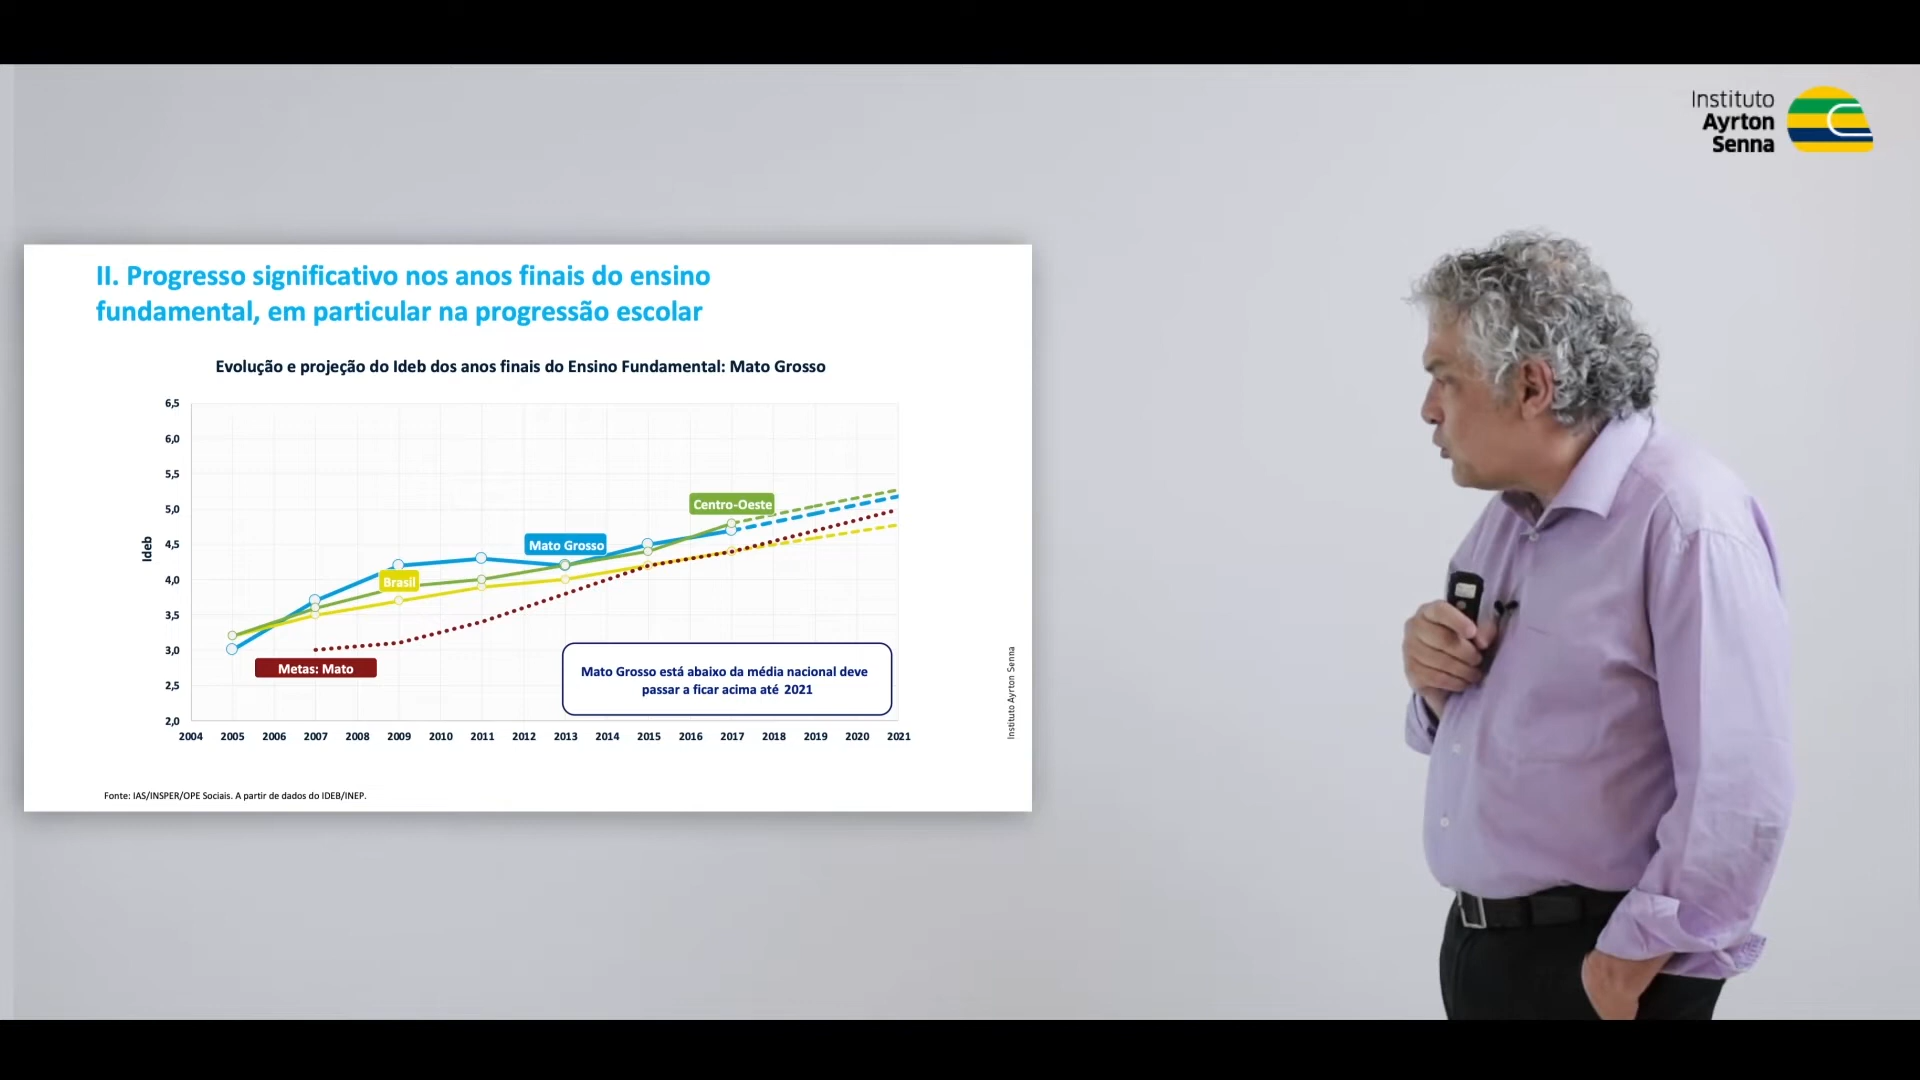 Instituto
Ayrton
Senna
II. Progresso significativo nos anos finais do ensino
fundamental, em particular na progressão escolar
Evolução e projeção do Ideb dos anos finais do Ensino Fundamental: Mato Grosso
6,5
6,0
5,5
5,0
4,5
4,0
3,5
3,0
2,5
2,0
Ideb
Centro-Oeste
Mato Grosso
Brasil
Metas: Mato
Mato Grosso está abaixo da média nacional deve
passar a ficar acima até 2021
2004 2005 2006 2007 2008 2009 2010 2011 2012 2013 2014 2015 2016 2017 2018 2019 2020 2021
Instituto Ayrton Senna
Fonte: IAS/INSPER/OPE Sociais. A partir de dados do IDEB/INEP.